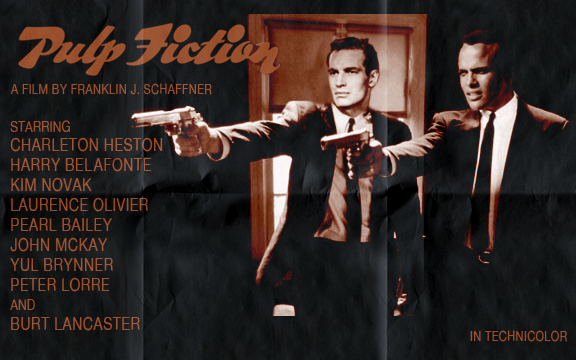 Pulp Fiction
A FILM BY FRANKLIN J. SCHAFFNER
STARRING
CHARLETON HESTON
HARRY BELAFONTE
KIM NOVAK
LAURENCE OLIVIER
PEARL BAILEY
JOHN MCKAY
YUL BRYNNER
PETER LORRE
AND
BURT LANCASTER
IN TECHNICOLOR